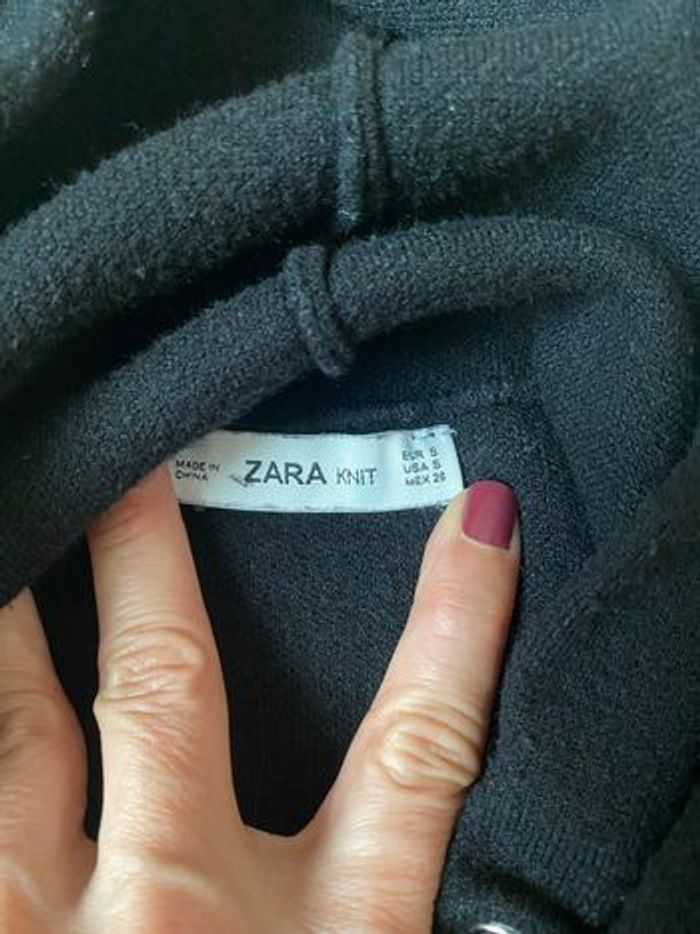 MADE IN
CHINA
ZARA KNIT
EUR S
USA S
MEX 26